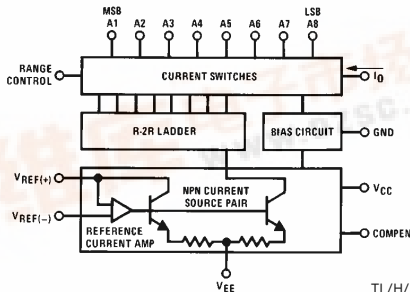 MSB LSB
A1 A2 A3 A4 A5 A6 A7 A8
RANGE
CONTROL
CURRENT SWITCHES
IO
R-2R LADDER
BIAS CIRCUIT
GND
VREF(+)
NPN CURRENT
SOURCE PAIR
VCC
VREF(−)
REFERENCE
CURRENT AMP
COMPEN
VEE
TL/H/